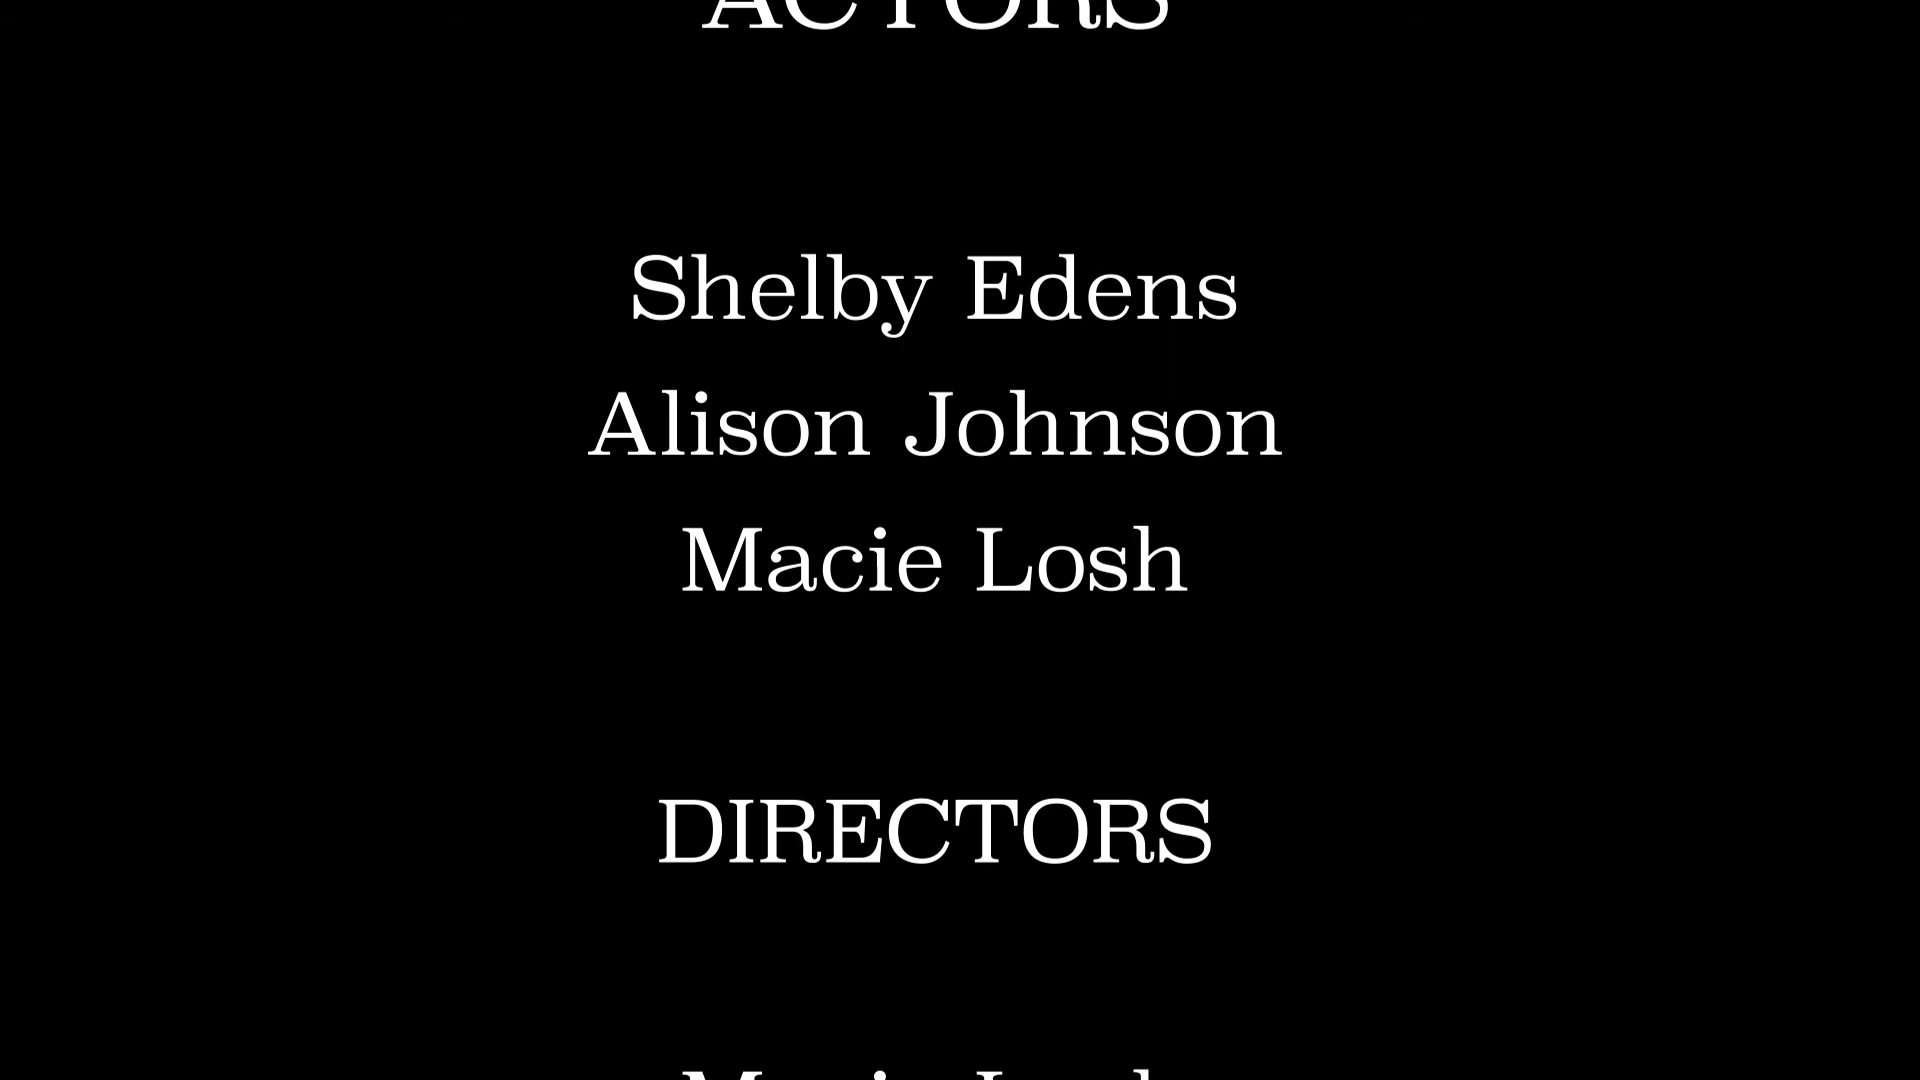 ACTORS
Shelby Edens
Alison Johnson
Macie Losh
DIRECTORS